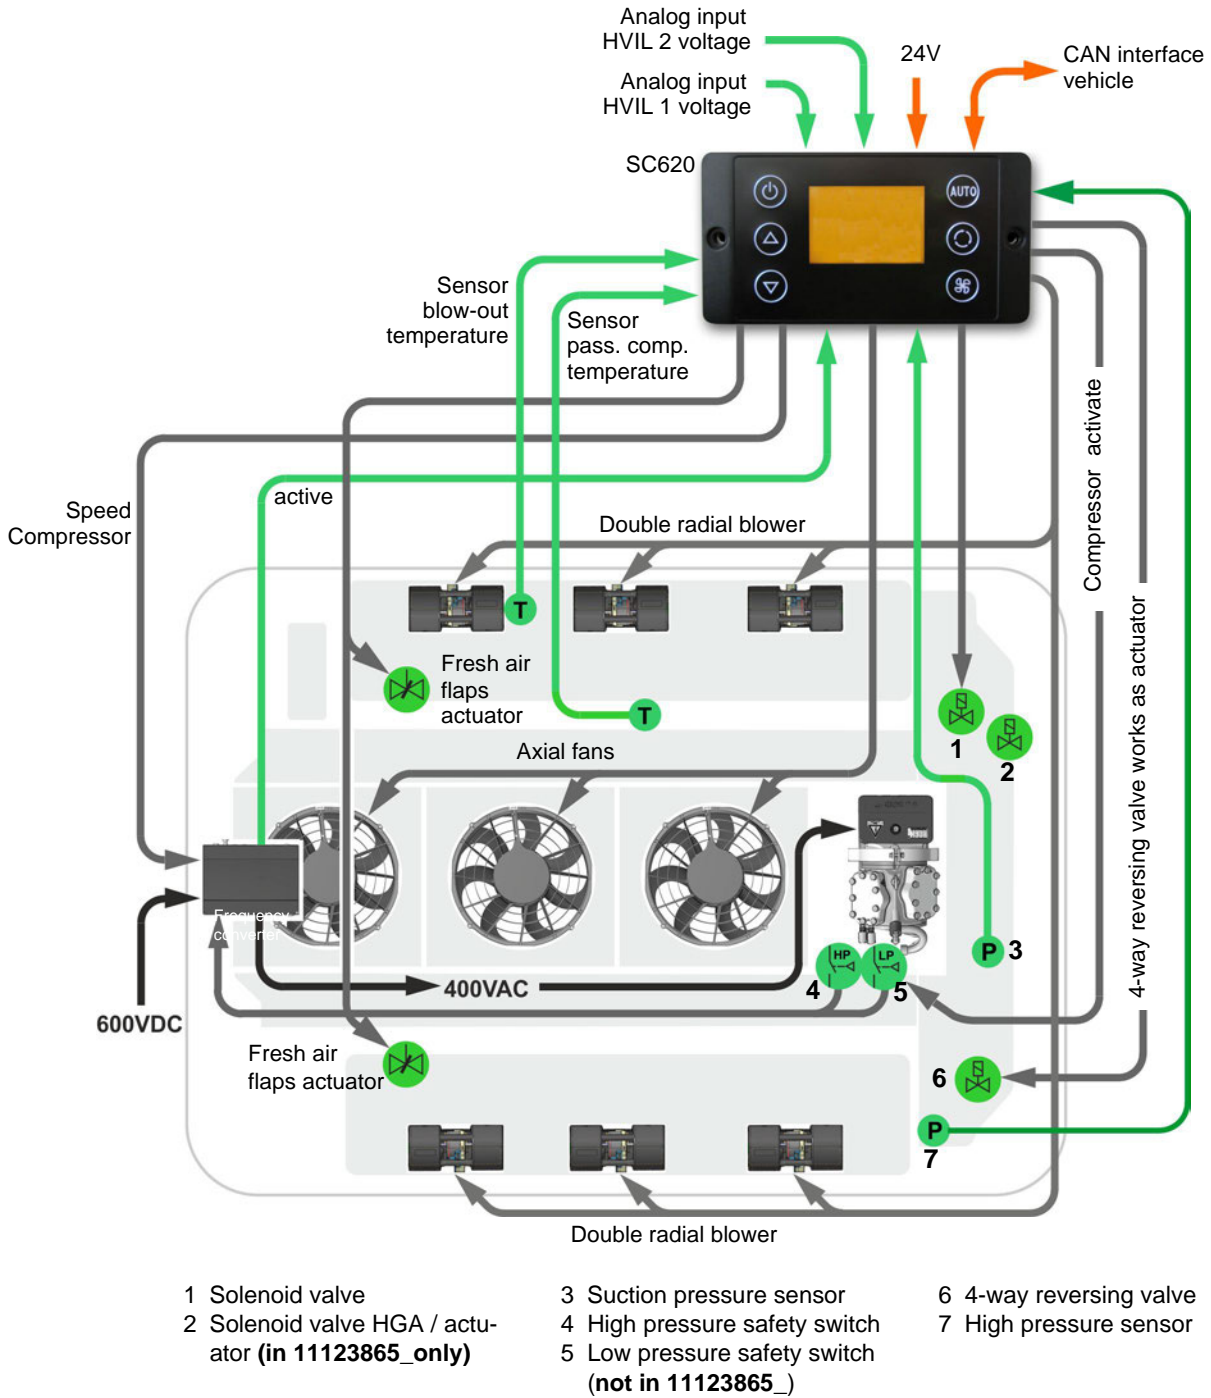 Analog input
HVIL 2 voltage
Analog input
HVIL 1 voltage
24V
CAN interface
vehicle
SC620
AUTO
Sensor
blow-out
temperature
Sensor
pass. comp.
temperature
Speed
Compressor
active
Double radial blower
Compressor activate
4-way reversing valve works as actuator
T
Fresh air
flaps
actuator
T
1
2
Axial fans
Frequency
converter
HP
LP
4
5
P 3
400VAC
600VDC
Fresh air
flaps actuator
6
P
7
Double radial blower
1 Solenoid valve
2 Solenoid valve HGA / actu-
ator (in 11123865_only)
3 Suction pressure sensor
4 High pressure safety switch
5 Low pressure safety switch
(not in 11123865_)
6 4-way reversing valve
7 High pressure sensor